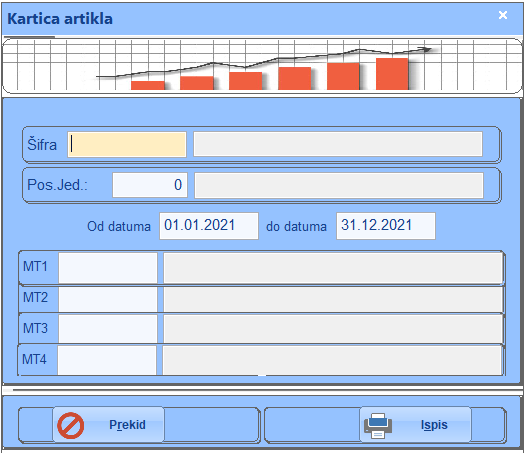 Kartica artikla
Šifra
Pos.Jed.: 0
Od datuma 01.01.2021 do datuma 31.12.2021
MT1
MT2
MT3
MT4
Prekid Ispis